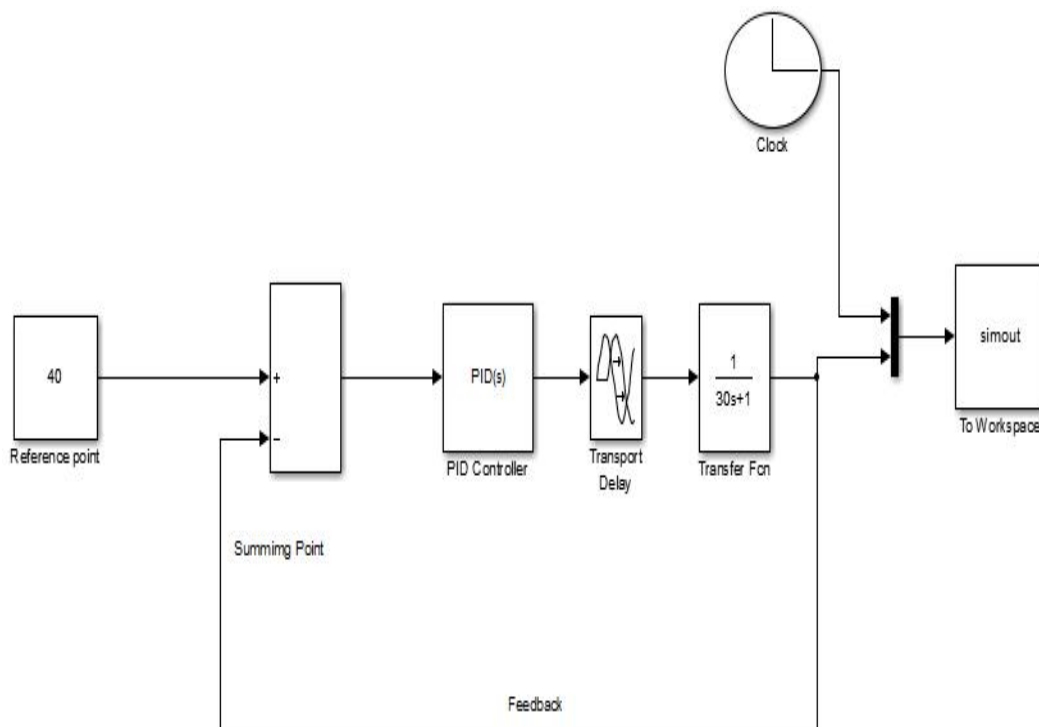 Clock
40
+
−
PID(s)
1
30s+1
simout
Reference point
PID Controller
Transport
Delay
Transfer Fcn
To Workspace
Summimg Point
Feedback